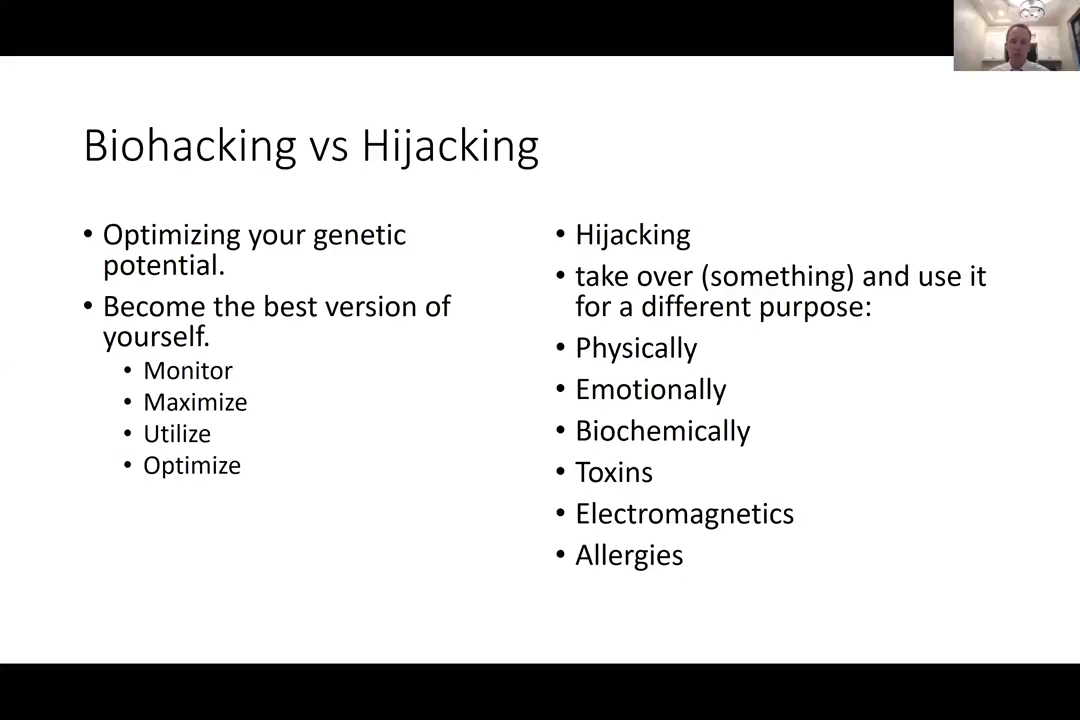 Biohacking vs Hijacking
• Optimizing your genetic
potential.
• Become the best version of
yourself.
• Monitor
• Maximize
• Utilize
• Optimize
• Hijacking
• take over (something) and use it
for a different purpose:
• Physically
• Emotionally
• Biochemically
• Toxins
• Electromagnetics
• Allergies